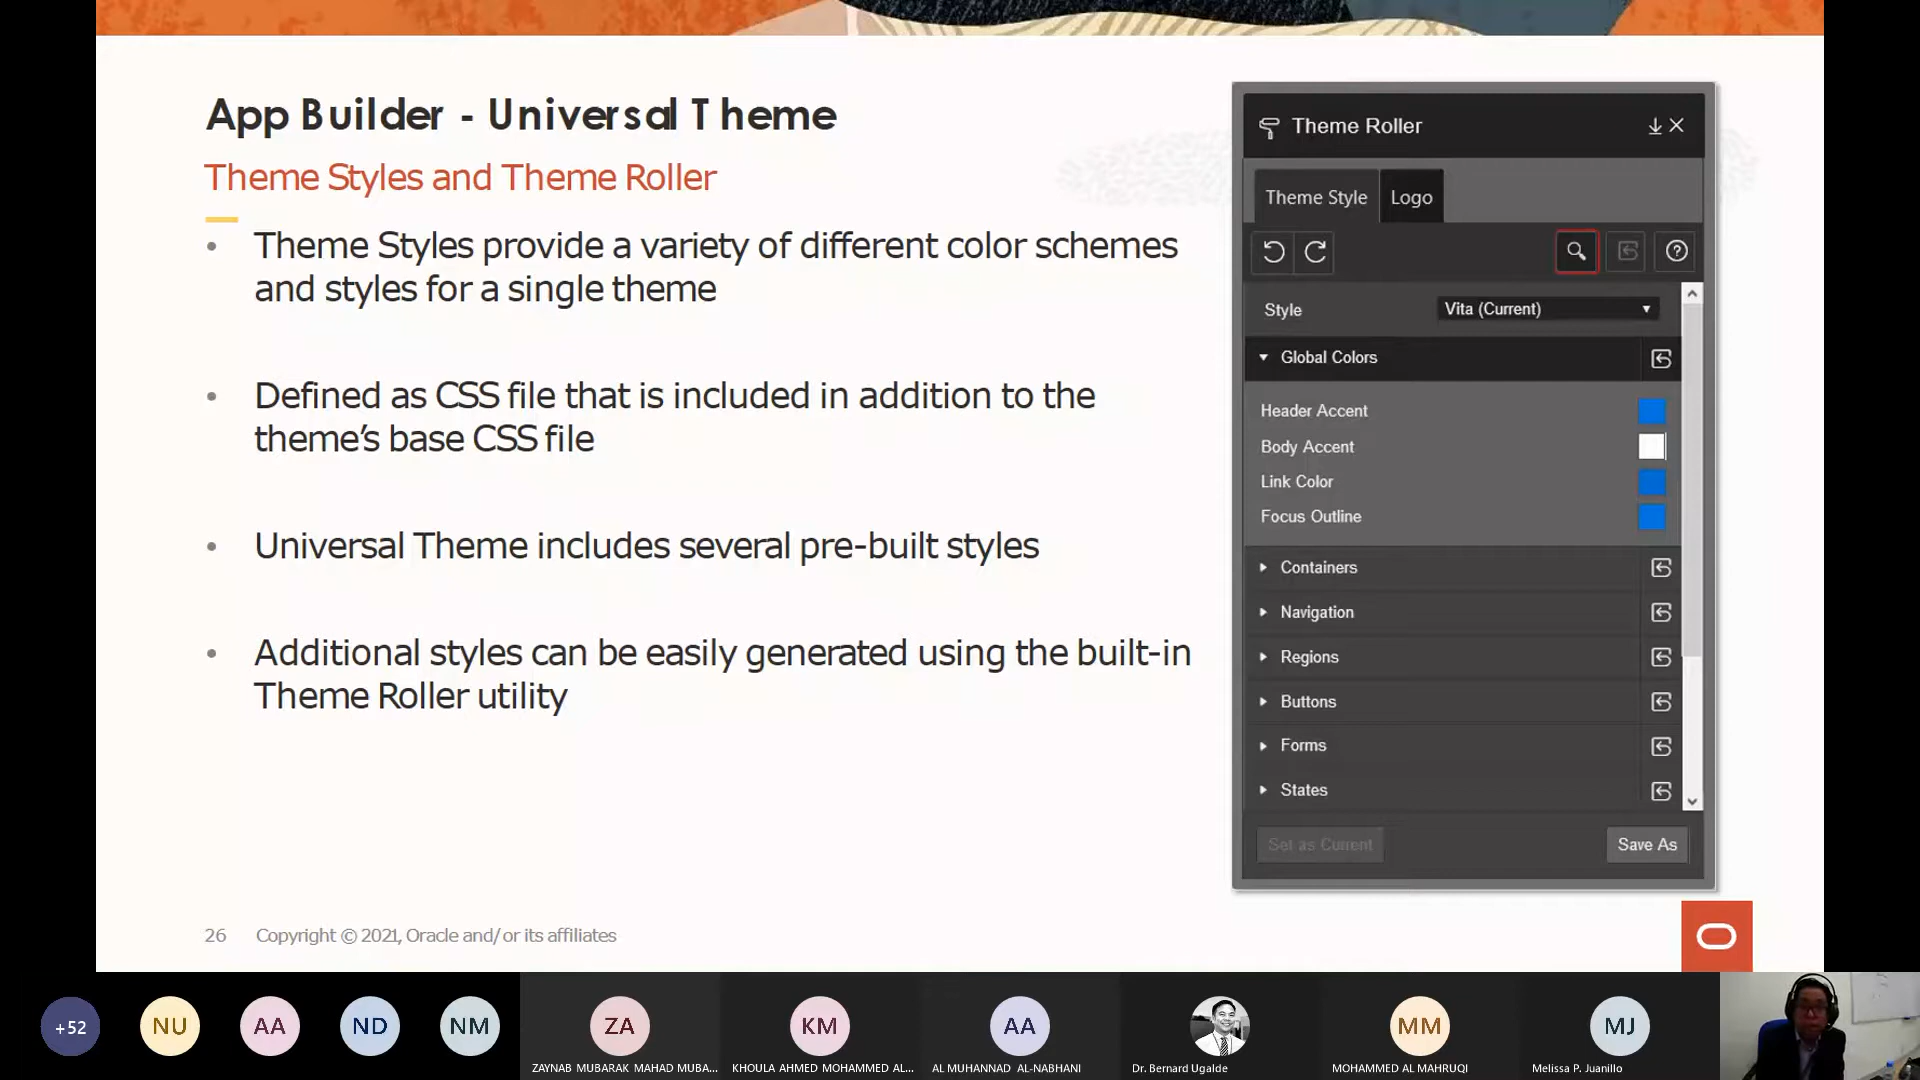 App Builder - Universal Theme
Theme Styles and Theme Roller
• Theme Styles provide a variety of different color schemes
and styles for a single theme
• Defined as CSS file that is included in addition to the
theme's base CSS file
• Universal Theme includes several pre-built styles
• Additional styles can be easily generated using the built-in
Theme Roller utility
Theme Roller
Theme Style Logo
Style Vita (Current)
Global Colors
Header Accent
Body Accent
Link Color
Focus Outline
Containers
Navigation
Regions
Buttons
Forms
States
Set as Current Save As
26 Copyright © 2021, Oracle and/or its affiliates
+52 NU AA ND NM ZA KM AA MM MJ
ZAYNAB MUBARAK MAHAD MUBA... KHOULA AHMED MOHAMMED AL... AL MUHANNAD AL-NABHANI Dr. Bernard Ugalde MOHAMMED AL MAHRUQI Melissa P. Juanillo